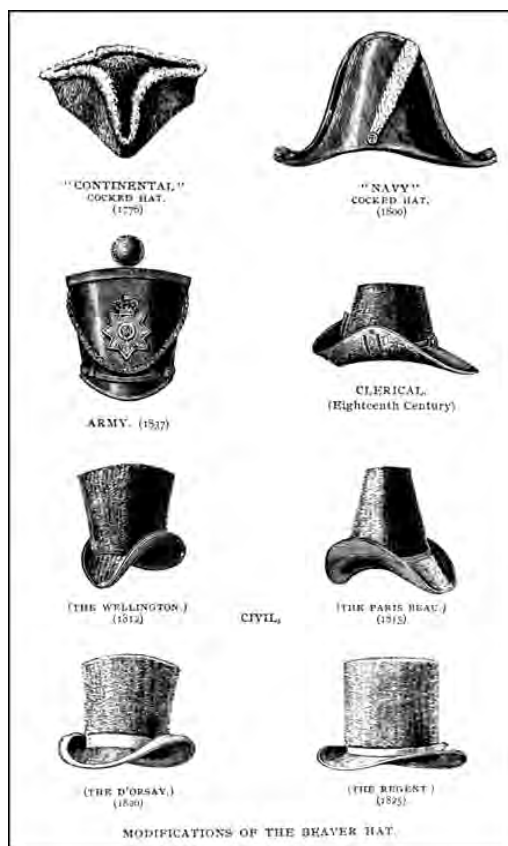 "CONTINENTAL"
COCKED HAT.
(1776)
"NAVY"
COCKED HAT.
(1800)
ARMY. (1837)
CLERICAL.
(Eighteenth Century)
(THE WELLINGTON.)
(1812)
CIVIL.
(THE PARIS BEAU.)
(1815)
(THE D'ORSAY.)
(1820)
(THE REGENT)
(1825)
MODIFICATIONS OF THE BEAVER HAT.